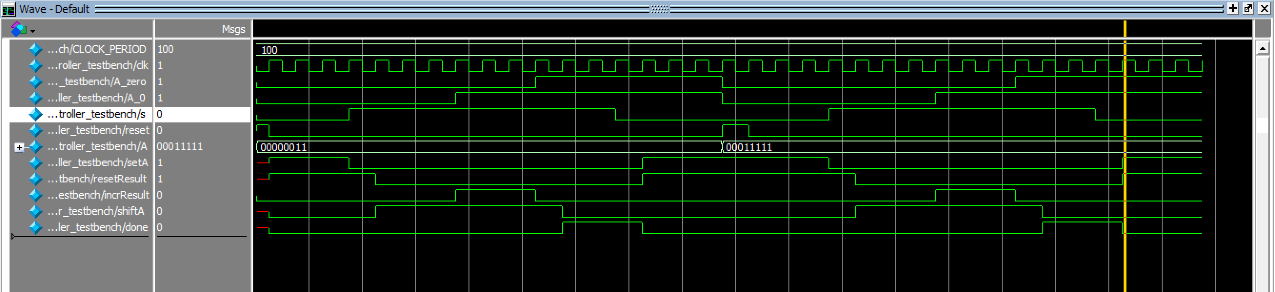 Wave - Default
Msgs
...ch/CLOCK_PERIOD 100 100
...roller_testbench/clk 1
..._testbench/A_zero 1
...ller_testbench/A_0 1
...troller_testbench/s 0
...ler_testbench/reset 0
...troller_testbench/A 00011111 00000011 00011111
...ller_testbench/setA 1
...tbench/resetResult 1
...estbench/incrResult 0
...r_testbench/shiftA 0
...ler_testbench/done 0